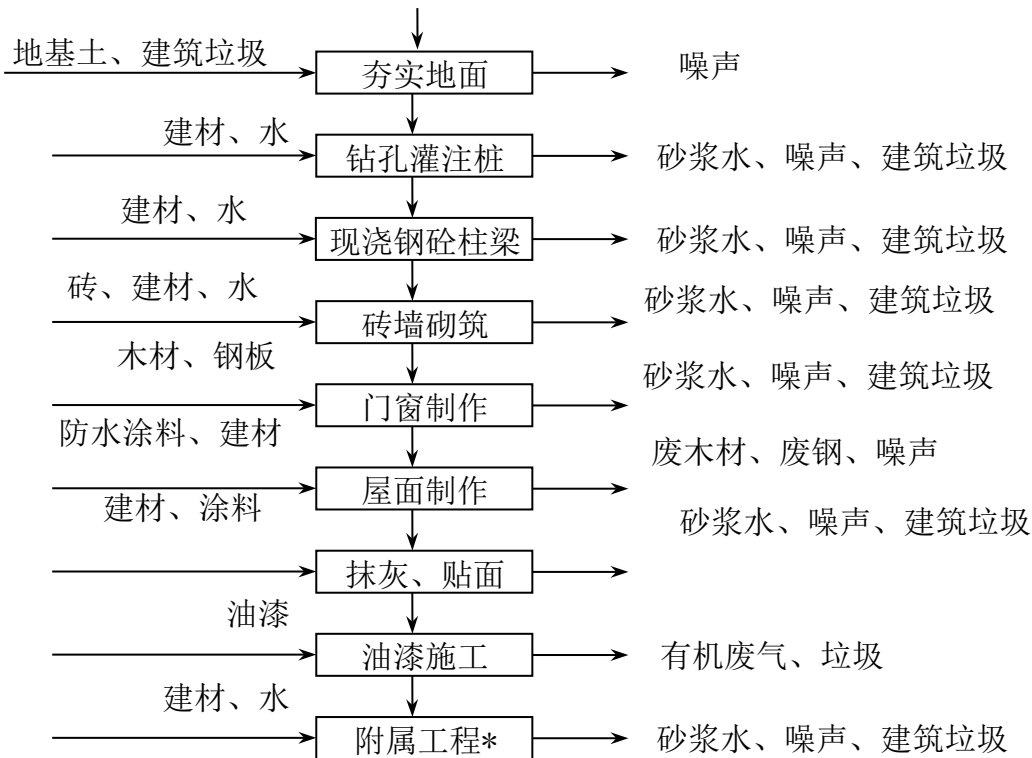 地基土、建筑垃圾
夯实地面
噪声
建材、水
钻孔灌注桩
砂浆水、噪声、建筑垃圾
建材、水
现浇钢砼柱梁
砂浆水、噪声、建筑垃圾
砖、建材、水
砖墙砌筑
砂浆水、噪声、建筑垃圾
木材、钢板
门窗制作
砂浆水、噪声、建筑垃圾
防水涂料、建材
屋面制作
废木材、废钢、噪声
建材、涂料
砂浆水、噪声、建筑垃圾
抹灰、贴面
油漆
油漆施工
有机废气、垃圾
建材、水
附属工程*
砂浆水、噪声、建筑垃圾